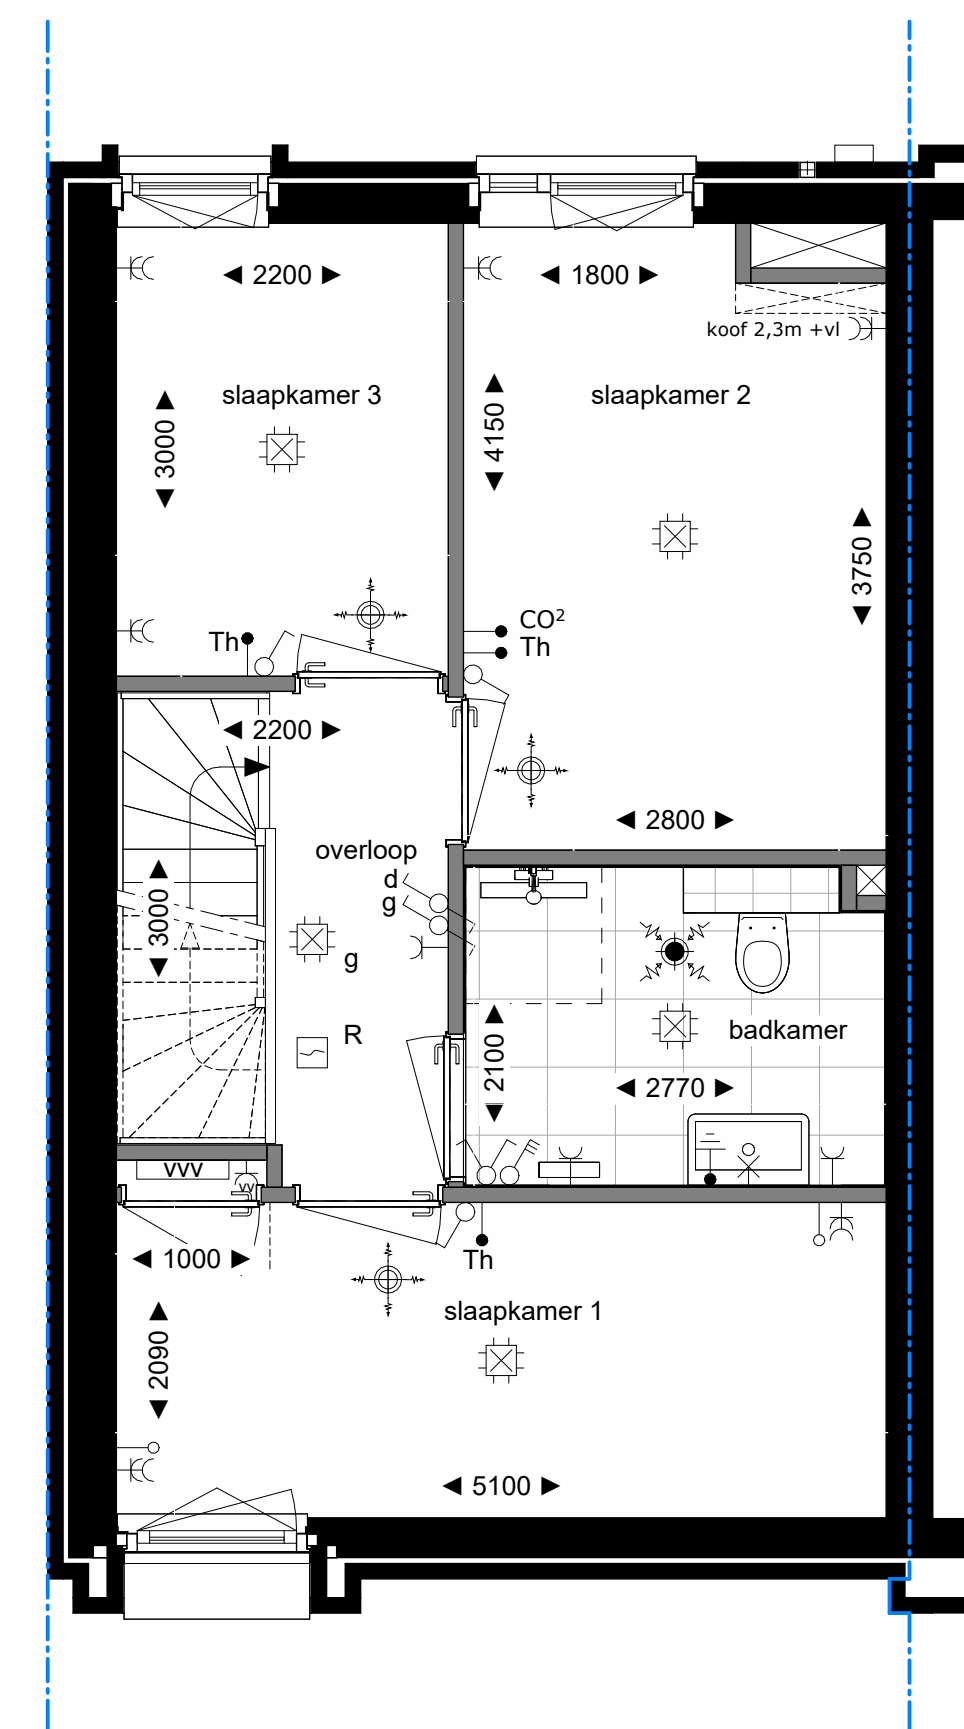 2200
1800
koof 2,3m +vl
slaapkamer 3
slaapkamer 2
3000
4150
3750
CO²
Th
Th
2200
2800
overloop
d
g
3000
g
badkamer
R
2100
2770
VVV
VV
1000
Th
slaapkamer 1
2090
5100